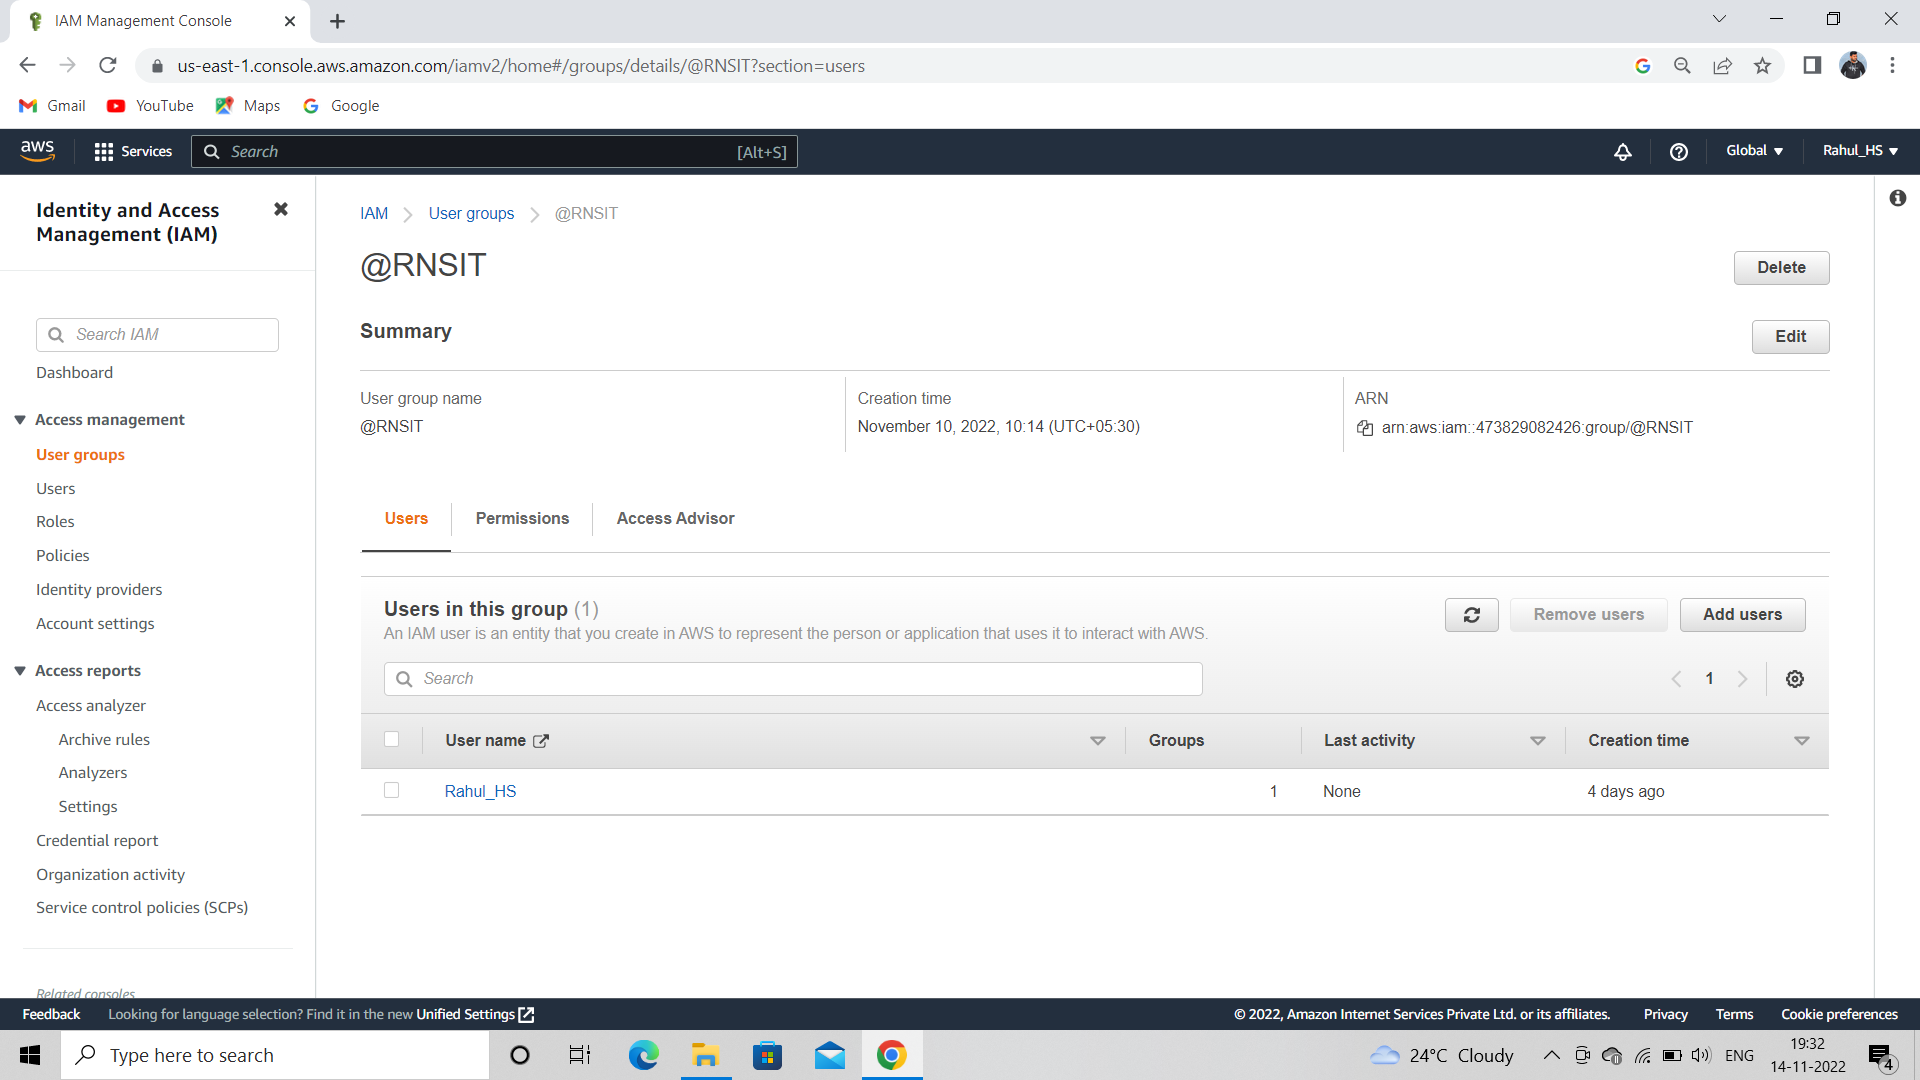 IAM Management Console
us-east-1.console.aws.amazon.com/iamv2/home#/groups/details/@RNSIT?section=users
Gmail YouTube Maps Google
aws Services Search [Alt+S] Global Rahul_HS
Identity and Access
Management (IAM)
Search IAM
Dashboard
Access management
User groups
Users
Roles
Policies
Identity providers
Account settings
Access reports
Access analyzer
Archive rules
Analyzers
Settings
Credential report
Organization activity
Service control policies (SCPs)
Related consoles
IAM User groups @RNSIT
@RNSIT
Delete
Summary
Edit
User group name
@RNSIT
Creation time
November 10, 2022, 10:14 (UTC+05:30)
ARN
arn:aws:iam::473829082426:group/@RNSIT
Users Permissions Access Advisor
Users in this group (1)
An IAM user is an entity that you create in AWS to represent the person or application that uses it to interact with AWS.
Remove users Add users
Search
1
User name Groups Last activity Creation time
Rahul_HS 1 None 4 days ago
Feedback Looking for language selection? Find it in the new Unified Settings © 2022, Amazon Internet Services Private Ltd. or its affiliates. Privacy Terms Cookie preferences
Type here to search 24°C Cloudy ENG
19:32
14-11-2022
4